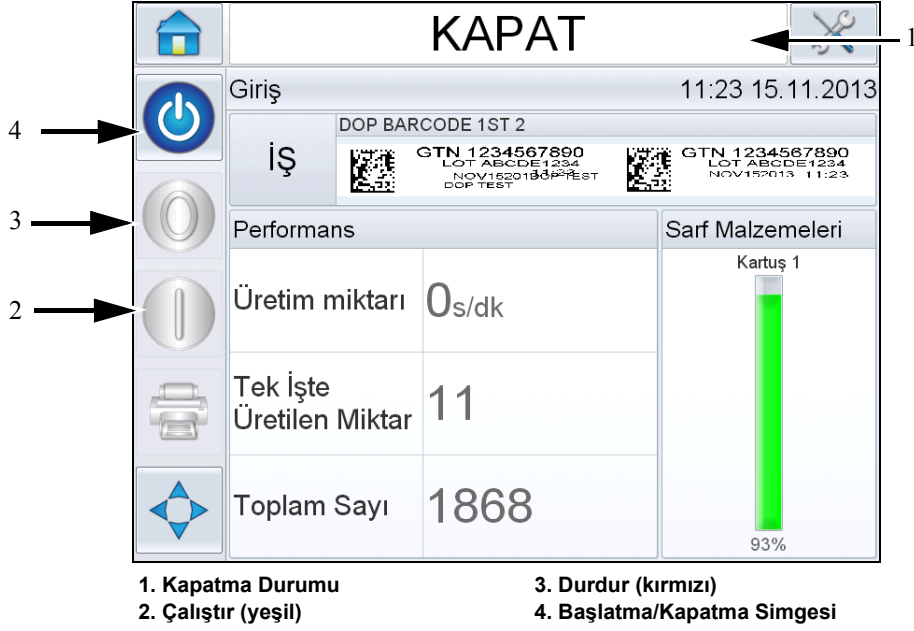 KAPAT
1
Giriş 11:23 15.11.2013
4
DOP BARCODE 1ST 2
İŞ
GTN 1234567890 GTN 1234567890
LOT ABCDE1234 LOT ABCDE1234
NOV152013 11:23
DOP TEST
3
Performans Sarf Malzemeleri
Kartuş 1
2
Üretim miktarı 0s/dk
Tek İşte
Üretilen Miktar 11
Toplam Sayı 1868
93%
1. Kapatma Durumu 3. Durdur (kırmızı)
2. Çalıştır (yeşil) 4. Başlatma/Kapatma Simgesi